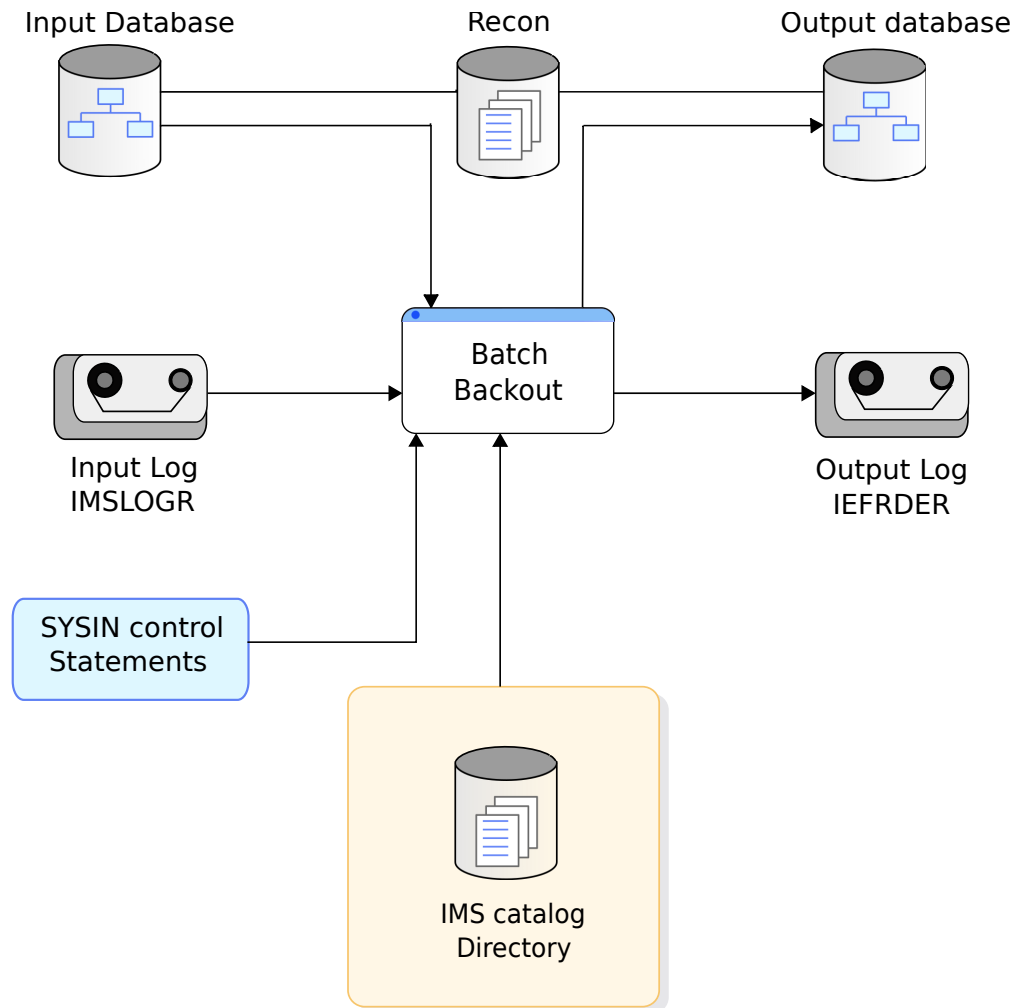 Input Database
Recon
Output database
Batch
Backout
Input Log
IMSLOGR
Output Log
IEFRDER
SYSIN control
Statements
IMS catalog
Directory